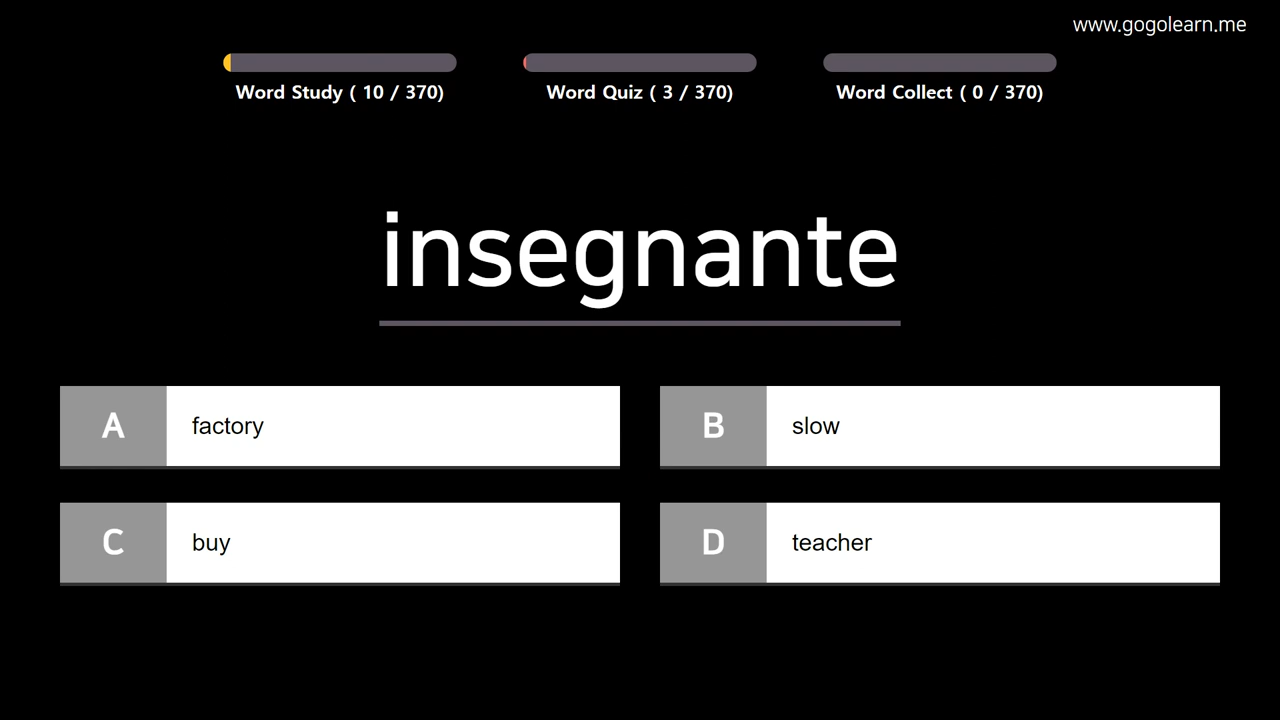 www.gogolearn.me
Word Study ( 10 / 370)
Word Quiz ( 3 / 370)
Word Collect ( 0 / 370)
insegnante
A factory
B slow
C buy
D teacher